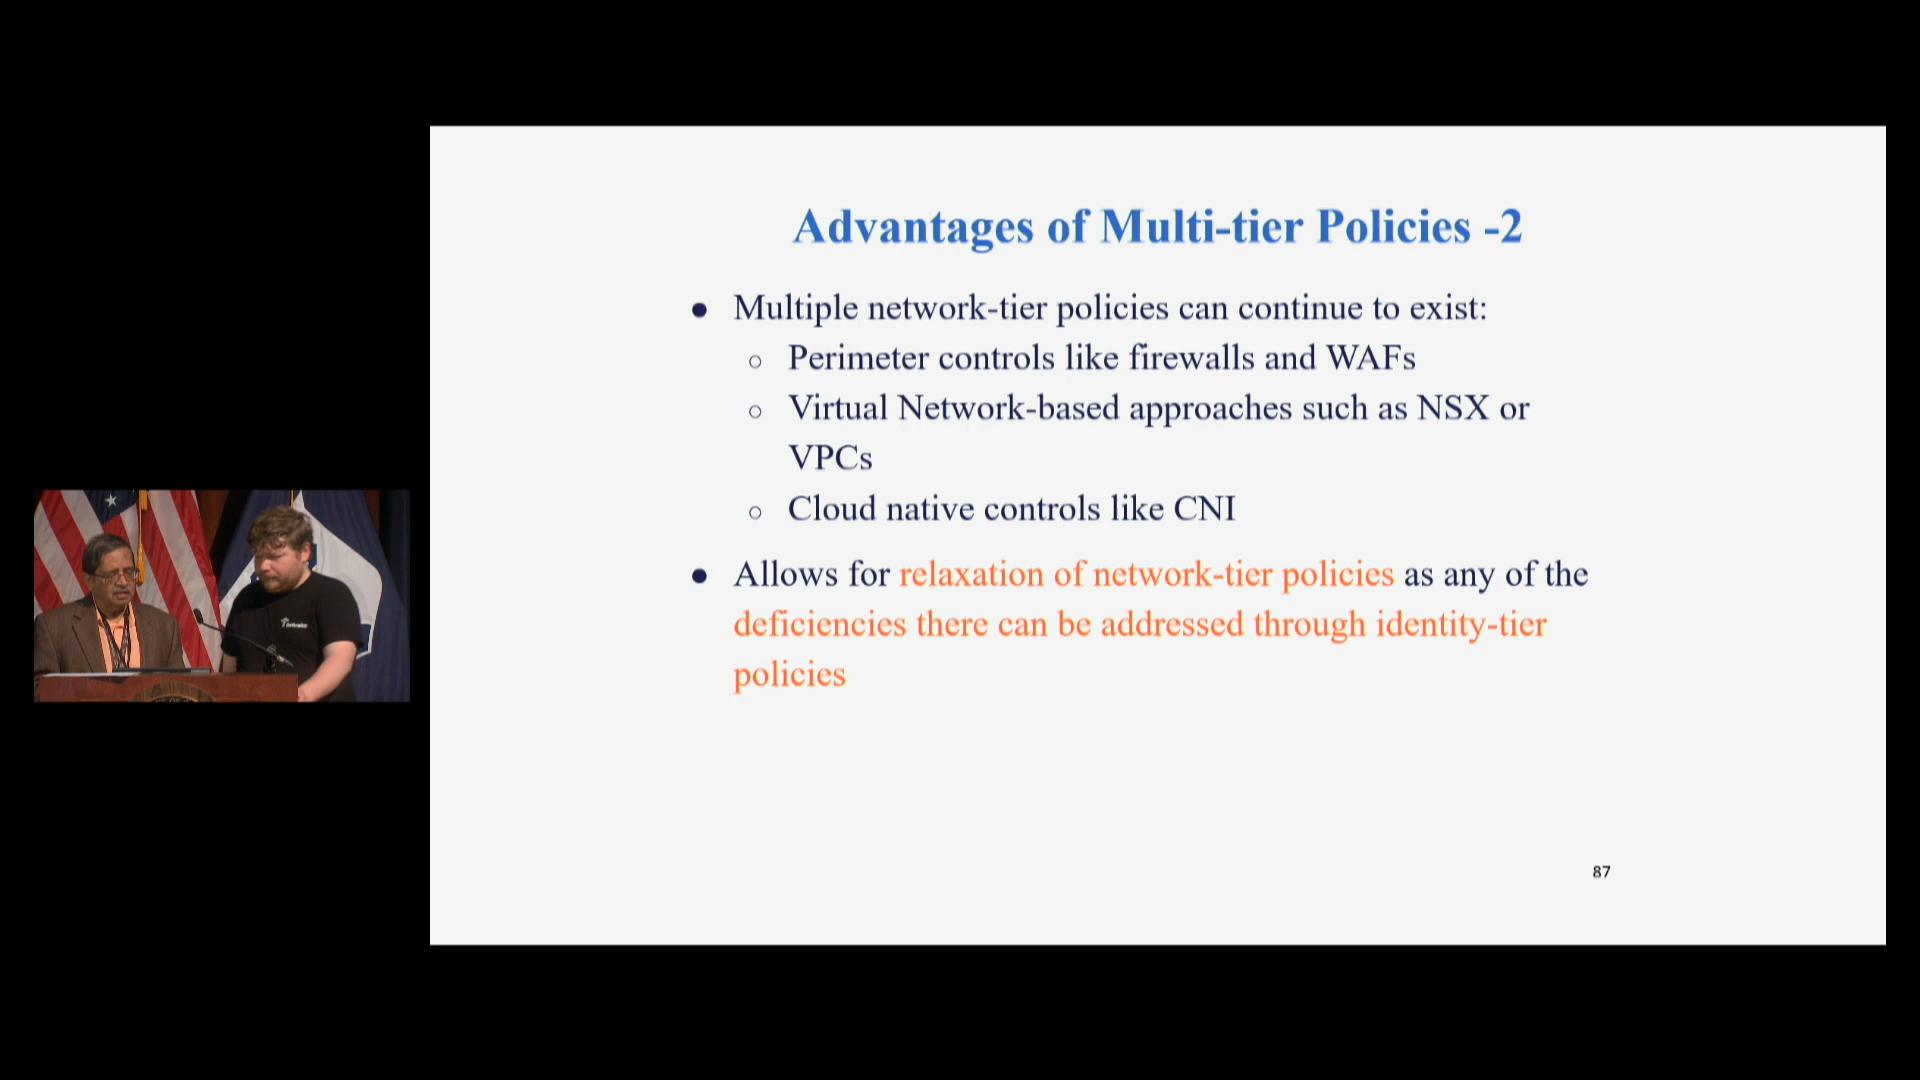 Advantages of Multi-tier Policies -2
● Multiple network-tier policies can continue to exist:
○ Perimeter controls like firewalls and WAFs
○ Virtual Network-based approaches such as NSX or
VPCs
○ Cloud native controls like CNI
● Allows for relaxation of network-tier policies as any of the
deficiencies there can be addressed through identity-tier
policies
87